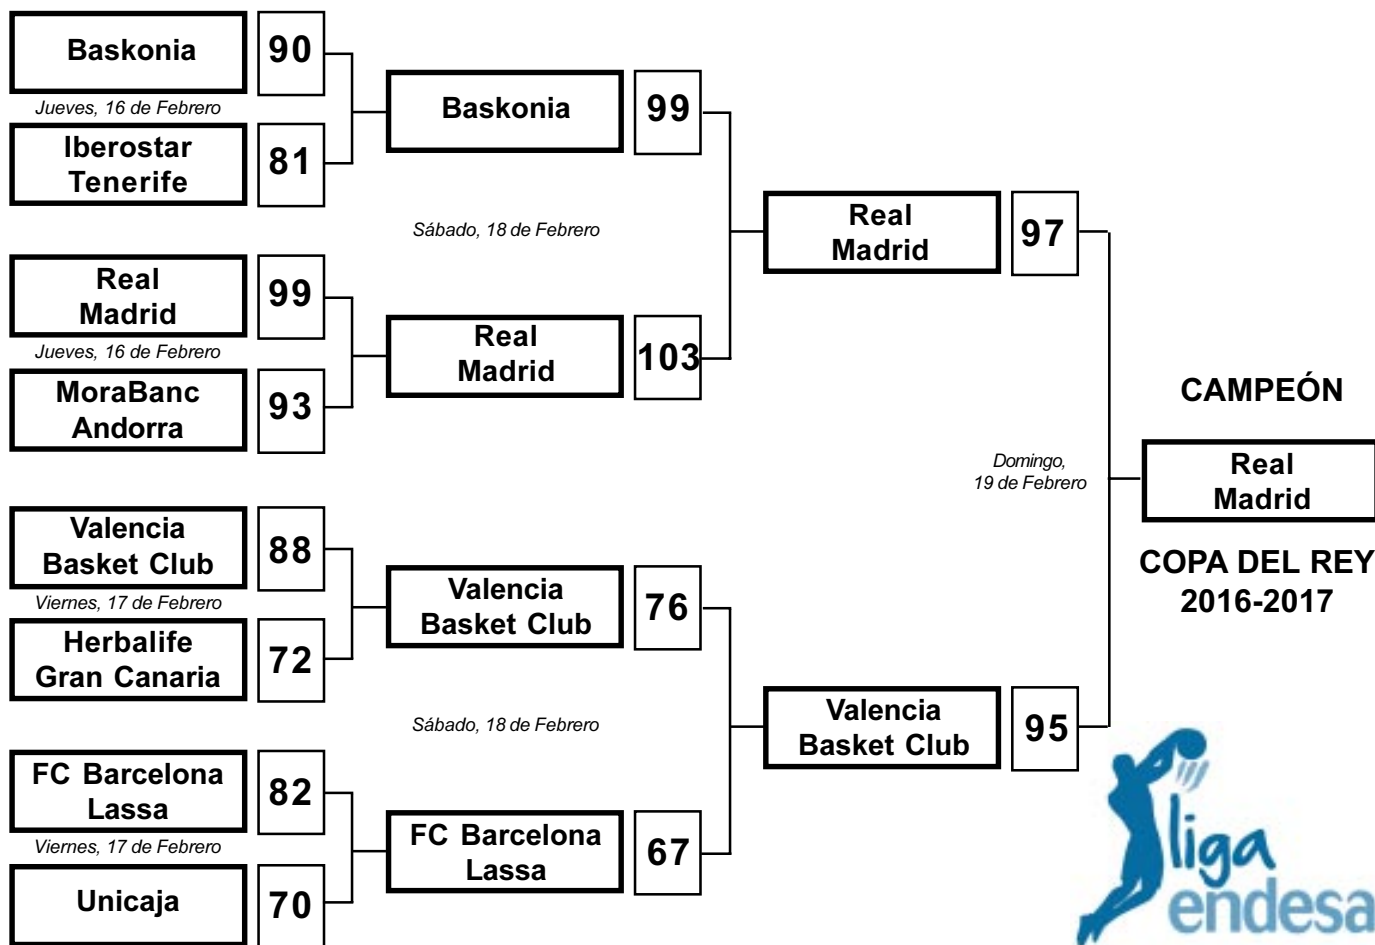 Baskonia
90
Jueves, 16 de Febrero
Iberostar
Tenerife
81
Real
Madrid
99
Jueves, 16 de Febrero
MoraBanc
Andorra
93
Valencia
Basket Club
88
Viernes, 17 de Febrero
Herbalife
Gran Canaria
72
FC Barcelona
Lassa
82
Viernes, 17 de Febrero
Unicaja
70
Baskonia
99
Sábado, 18 de Febrero
Real
Madrid
103
Valencia
Basket Club
76
Sábado, 18 de Febrero
FC Barcelona
Lassa
67
Real
Madrid
97
Domingo,
19 de Febrero
Valencia
Basket Club
95
CAMPEÓN
Real
Madrid
COPA DEL REY
2016-2017
liga
endesa